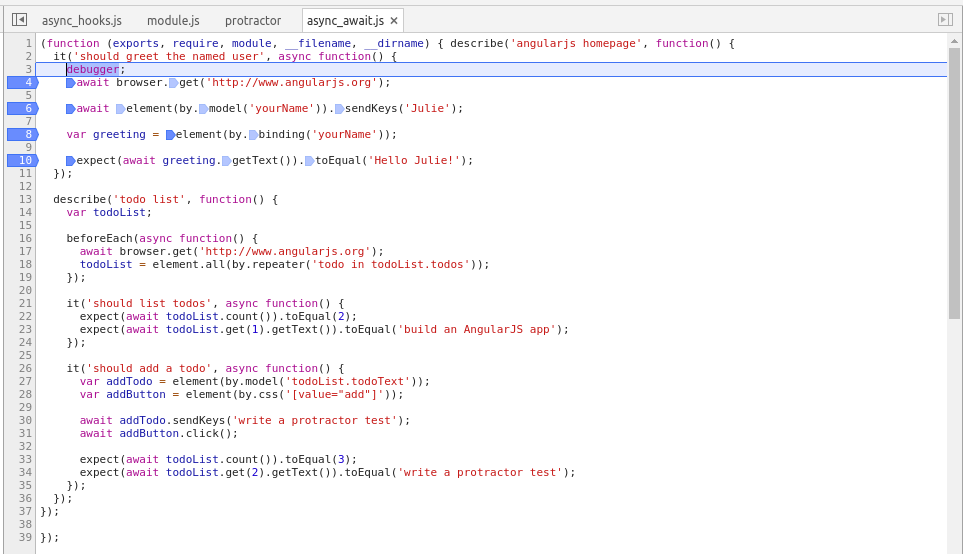 async_hooks.js module.js protractor async_await.js ×
1 (function (exports, require, module, __filename, __dirname) { describe('angularjs homepage', function() {
2   it('should greet the named user', async function() {
3     debugger;
4     await browser.get('http://www.angularjs.org');
5
6     await element(by.model('yourName')).sendKeys('Julie');
7
8     var greeting = element(by.binding('yourName'));
9
10     expect(await greeting.getText()).toEqual('Hello Julie!');
11   });
12
13   describe('todo list', function() {
14     var todoList;
15
16     beforeEach(async function() {
17       await browser.get('http://www.angularjs.org');
18       todoList = element.all(by.repeater('todo in todoList.todos'));
19     });
20
21     it('should list todos', async function() {
22       expect(await todoList.count()).toEqual(2);
23       expect(await todoList.get(1).getText()).toEqual('build an AngularJS app');
24     });
25
26     it('should add a todo', async function() {
27       var addTodo = element(by.model('todoList.todoText'));
28       var addButton = element(by.css('[value="add"]'));
29
30       await addTodo.sendKeys('write a protractor test');
31       await addButton.click();
32
33       expect(await todoList.count()).toEqual(3);
34       expect(await todoList.get(2).getText()).toEqual('write a protractor test');
35     });
36   });
37 });
38
39 });